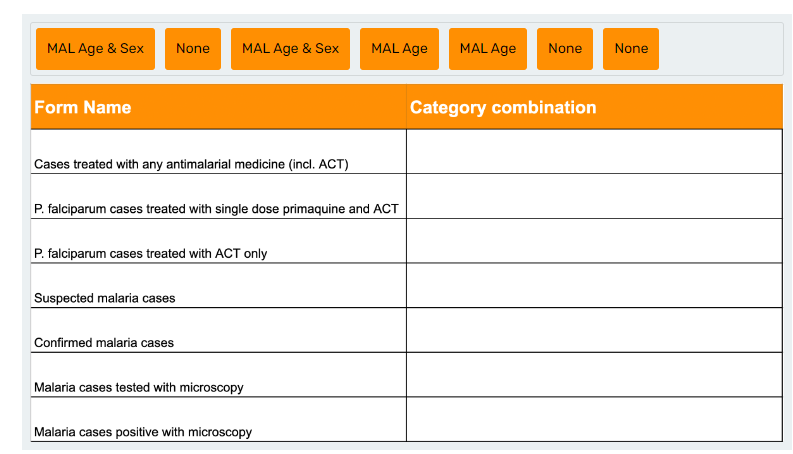 MAL Age & Sex None MAL Age & Sex MAL Age MAL Age None None
Form Name Category combination
Cases treated with any antimalarial medicine (incl. ACT)
P. falciparum cases treated with single dose primaquine and ACT
P. falciparum cases treated with ACT only
Suspected malaria cases
Confirmed malaria cases
Malaria cases tested with microscopy
Malaria cases positive with microscopy